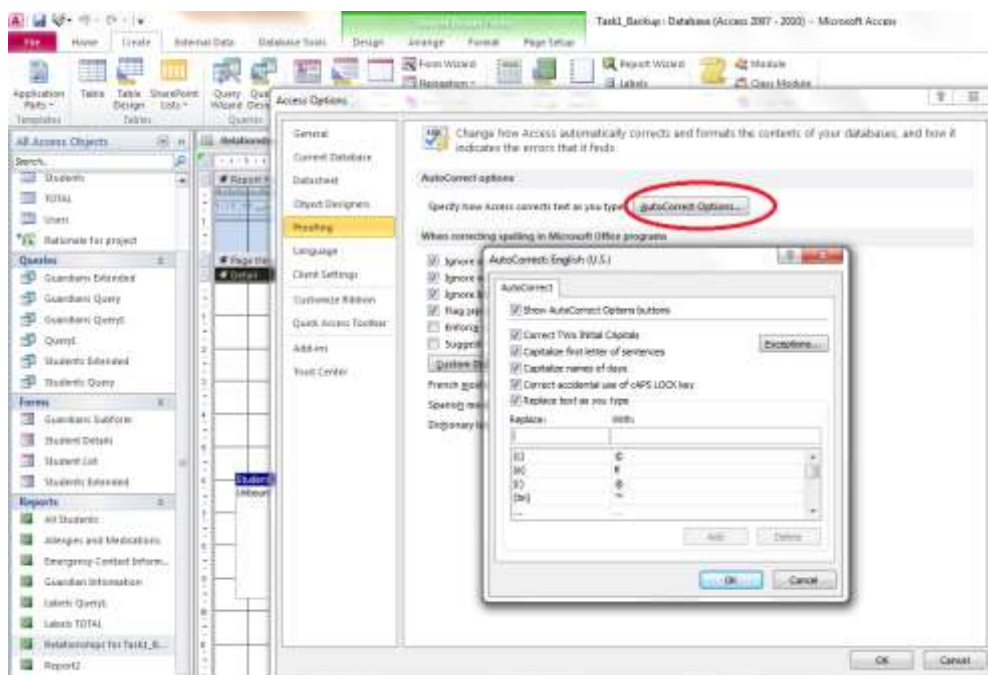 Task1_Backup : Database (Access 2007 - 2010) - Microsoft Access
File Home Create External Data Database Tools Design Arrange Format Page Setup
Form Wizard Report Wizard Module
Navigation Labels Class Module
Application Parts Table Table Design SharePoint Lists Query Wizard
Templates Tables Queries
All Access Objects
Search..
Students
TOTAL
Users
Rationale for project
Queries
Guardians Extended
Guardians Query
Guardians Query1
Query1
Students Extended
Students Query
Forms
Guardians Subform
Student Details
Student List
Students Extended
Reports
All Students
Allergies and Medications
Emergency Contact Inform...
Guardian Information
Labels Query1
Labels TOTAL
Relationships for Task1_B...
Report2
Detail
Access Options
General
Current Database
Datasheet
Object Designers
Proofing
Language
Client Settings
Customize Ribbon
Quick Access Toolbar
Add-ins
Trust Center
Change how Access automatically corrects and formats the contents of your databases, and how it
indicates the errors that it finds.
AutoCorrect options
Specify how Access corrects text as you type: AutoCorrect Options...
When correcting spelling in Microsoft Office programs
AutoCorrect: English (U.S.)
AutoCorrect
Show AutoCorrect Options buttons
Correct TWo INitial CApitals
Capitalize first letter of sentences
Capitalize names of days
Correct accidental use of cAPS LOCK key
Replace text as you type
Exceptions...
Replace: With:
(c) ©
(r) ®
(tm) ™
Add Delete
OK Cancel
OK Cancel